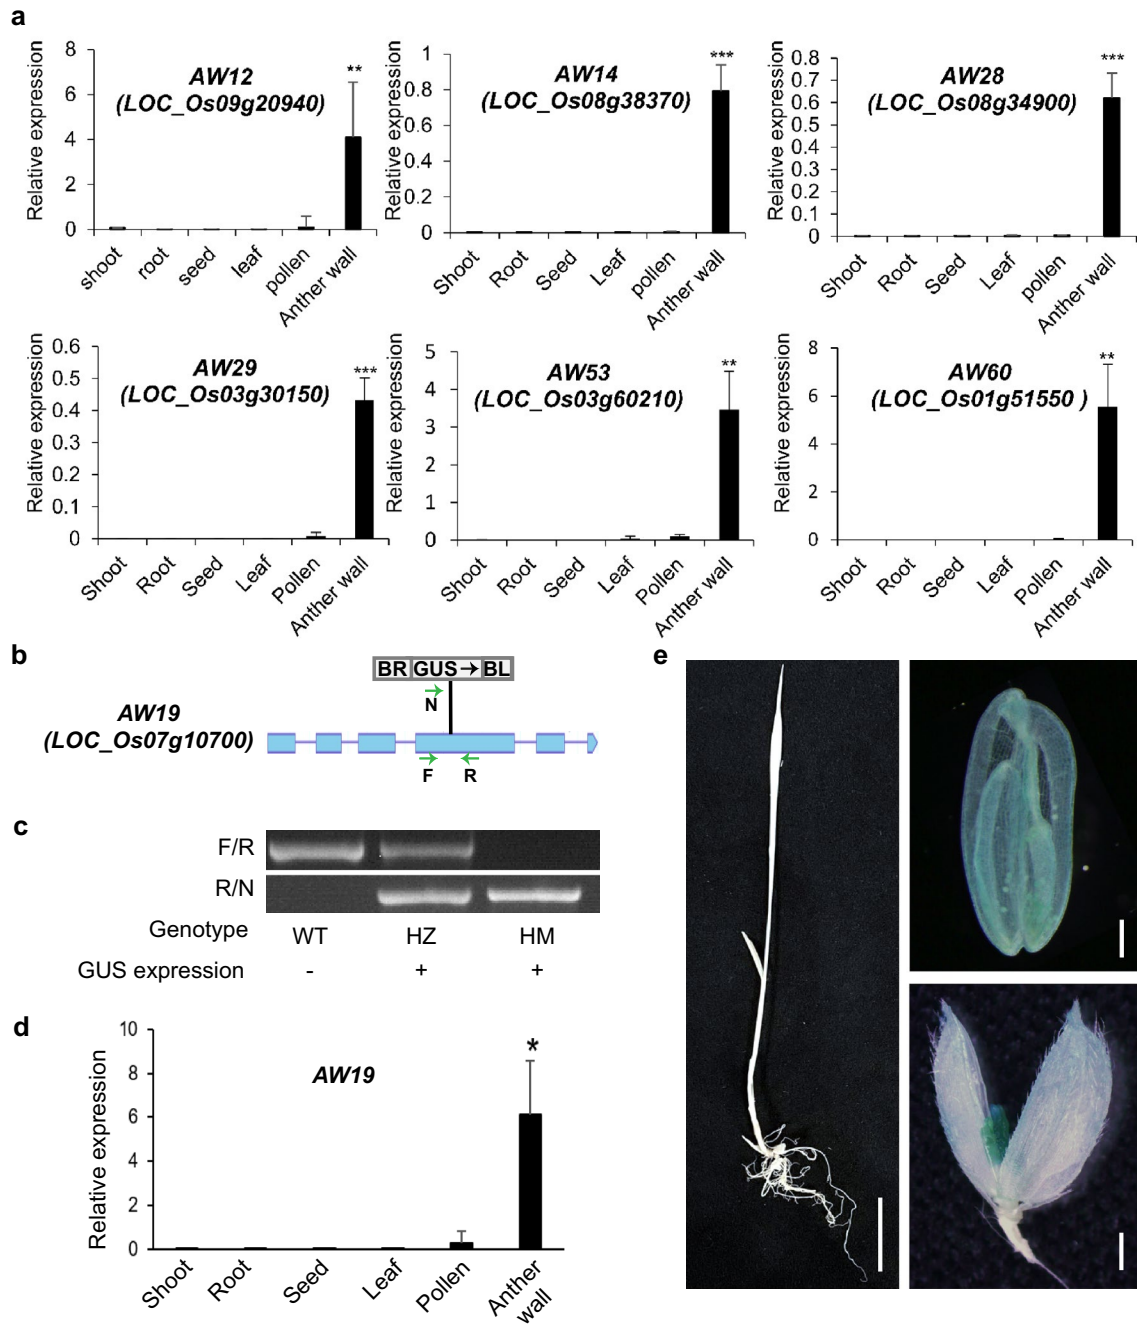 a
AW12
(LOC_Os09g20940)
Relative expression
8
6
4
2
0
**
shoot
root
seed
leaf
pollen
Anther wall
AW14
(LOC_Os08g38370)
Relative expression
1
0.8
0.6
0.4
0.2
0
***
Shoot
Root
Seed
Leaf
pollen
Anther wall
AW28
(LOC_Os08g34900)
Relative expression
0.8
0.7
0.6
0.5
0.4
0.3
0.2
0.1
0
***
Shoot
Root
Seed
Leaf
pollen
Anther wall
AW29
(LOC_Os03g30150)
Relative expression
0.6
0.5
0.4
0.3
0.2
0.1
0
***
Shoot
Root
Seed
Leaf
Pollen
Anther wall
AW53
(LOC_Os03g60210)
Relative expression
5
4
3
2
1
0
**
Shoot
Root
Seed
Leaf
Pollen
Anther wall
AW60
(LOC_Os01g51550 )
Relative expression
8
6
4
2
0
**
Shoot
Root
Seed
Leaf
Pollen
Anther wall
b
AW19
(LOC_Os07g10700)
BR GUS → BL
N
F R
c
F/R
R/N
Genotype WT HZ HM
GUS expression - + +
d
AW19
Relative expression
10
8
6
4
2
0
*
Shoot
Root
Seed
Leaf
Pollen
Anther
wall
e